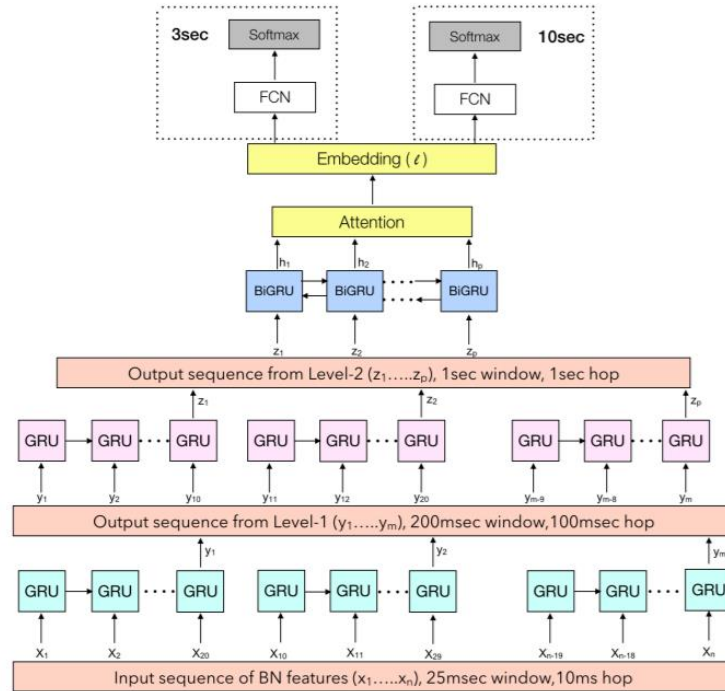 3sec Softmax Softmax 10sec
FCN FCN
Embedding (ℓ)
Attention
h₁ h₂ hₚ
BiGRU BiGRU BiGRU
z₁ z₂ zₚ
Output sequence from Level-2 (z₁.....zₚ), 1sec window, 1sec hop
z₁ z₂ zₚ
GRU GRU GRU GRU GRU GRU GRU GRU GRU
y₁ y₂ y₁₀ y₁₁ y₁₂ y₂₀ yₘ₋₉ yₘ₋₈ yₘ
Output sequence from Level-1 (y₁.....yₘ), 200msec window,100msec hop
y₁ y₂ yₘ
GRU GRU GRU GRU GRU GRU GRU GRU GRU
X₁ X₂ X₂₀ X₁₀ X₁₁ X₂₉ Xₙ₋₁₉ Xₙ₋₁₈ Xₙ
Input sequence of BN features (x₁.....xₙ), 25msec window,10ms hop